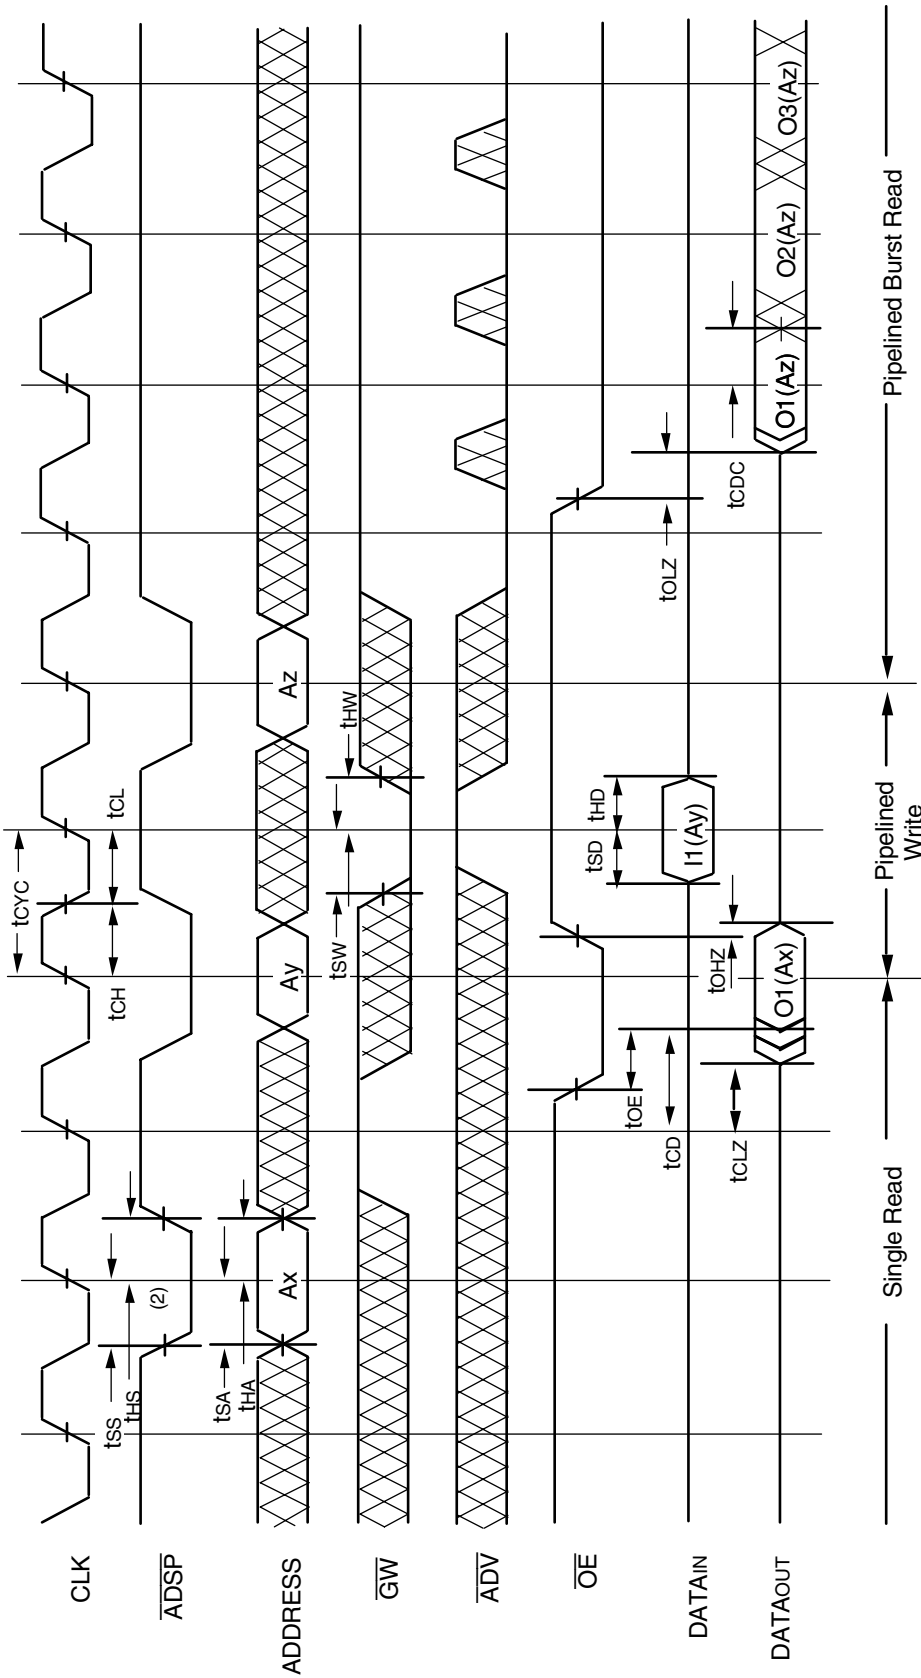 CLK
ADSP
ADDRESS
GW
ADV
OE
DATAIN
DATAOUT
tCYC
tCH
tCL
tSS
tHS
(2)
tSA
tHA
Ax
Ay
Az
tSW
tHW
tOE
tCD
tCLZ
tOHZ
tSD
tHD
I1(Ay)
O1(Ax)
tOLZ
tCDC
O1(Az)
O2(Az)
O3(Az)
Single Read
Pipelined
Write
Pipelined Burst Read